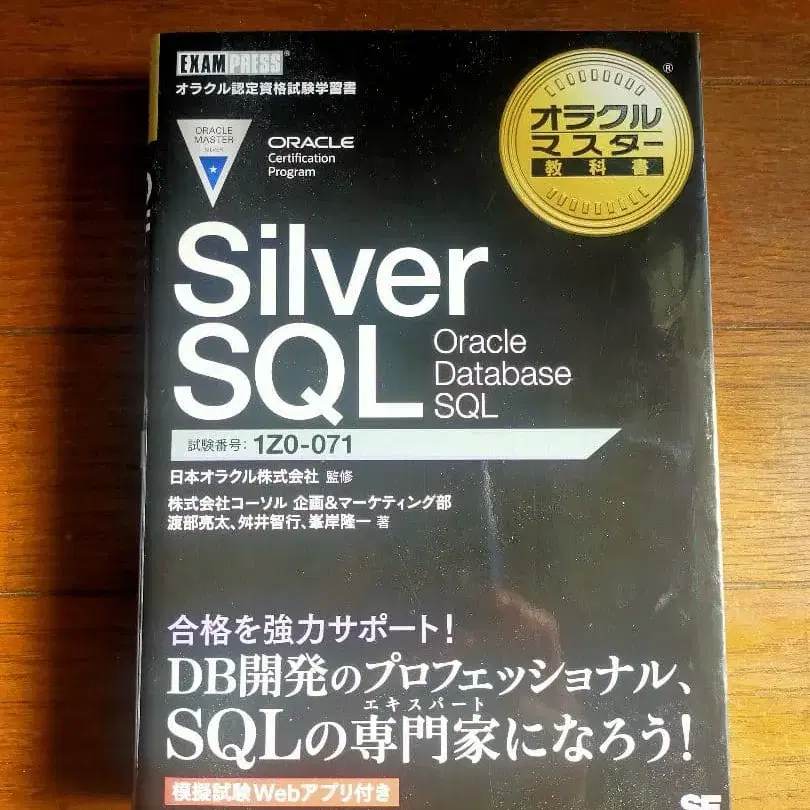 EXAMPRESS®
オラクル認定資格試験学習書
ORACLE
MASTER
SILVER
ORACLE
Certification
Program
オラクル
マスター
教科書
®
Silver
SQL
Oracle
Database
SQL
試験番号：1Z0-071
日本オラクル株式会社 監修
株式会社コーソル 企画&マーケティング部
渡部亮太、舛井智行、峯岸隆一 著
合格を強力サポート！
DB開発のプロフェッショナル、
エキスパート
SQLの専門家になろう！
模擬試験Webアプリ付き
SE